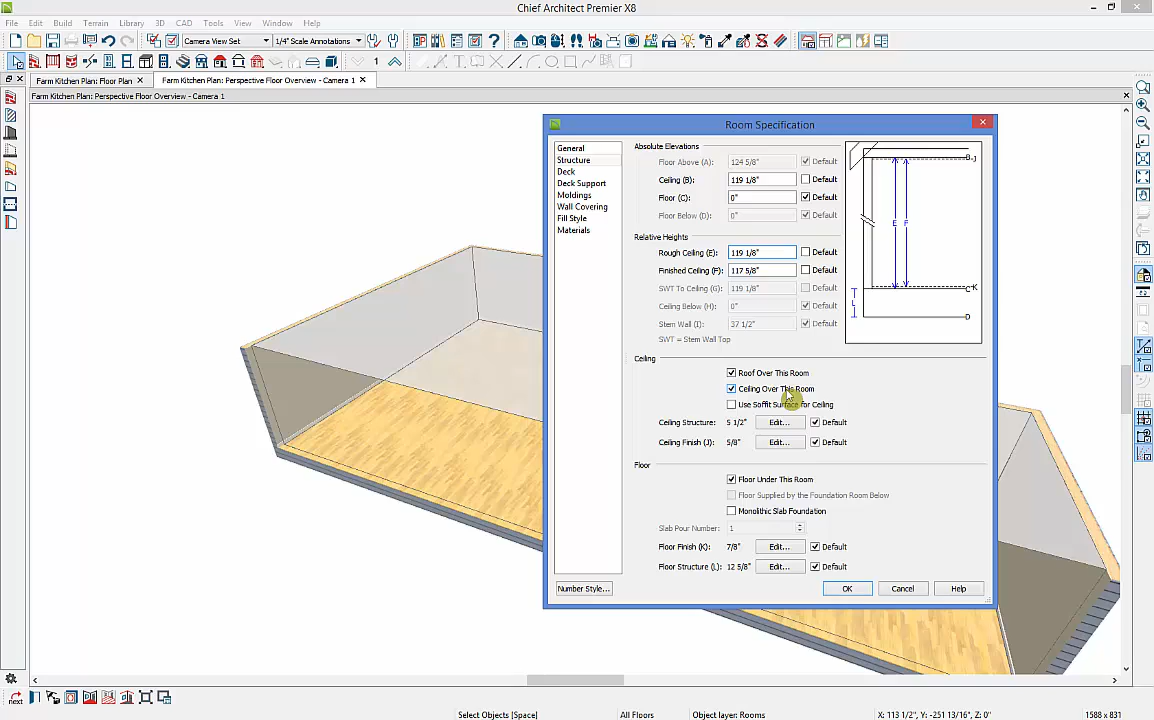 Chief Architect Premier X8
File Edit Build Terrain Library 3D CAD Tools View Window Help
Camera View Set 1/4" Scale Annotations
1
Farm Kitchen Plan: Floor Plan Farm Kitchen Plan: Perspective Floor Overview - Camera 1
Farm Kitchen Plan: Perspective Floor Overview - Camera 1
Room Specification
General
Structure
Deck
Deck Support
Moldings
Wall Covering
Fill Style
Materials
Absolute Elevations
Floor Above (A): 124 5/8" Default
Ceiling (B): 119 1/8" Default
Floor (C): 0" Default
Floor Below (D): 0" Default
Relative Heights
Rough Ceiling (E): 119 1/8" Default
Finished Ceiling (F): 117 5/8" Default
SWT To Ceiling (G): 119 1/8" Default
Ceiling Below (H): 0" Default
Stem Wall (I): 37 1/2" Default
SWT = Stem Wall Top
B J
E F
C K
L D
Ceiling
Roof Over This Room
Ceiling Over This Room
Use Soffit Surface for Ceiling
Ceiling Structure: 5 1/2" Edit... Default
Ceiling Finish (J): 5/8" Edit... Default
Floor
Floor Under This Room
Floor Supplied by the Foundation Room Below
Monolithic Slab Foundation
Slab Pour Number: 1
Floor Finish (K): 7/8" Edit... Default
Floor Structure (L): 12 5/8" Edit... Default
Number Style... OK Cancel Help
next
Select Objects [Space] All Floors Object layer: Rooms X: 113 1/2", Y: -251 13/16", Z: 0" 1588 x 831